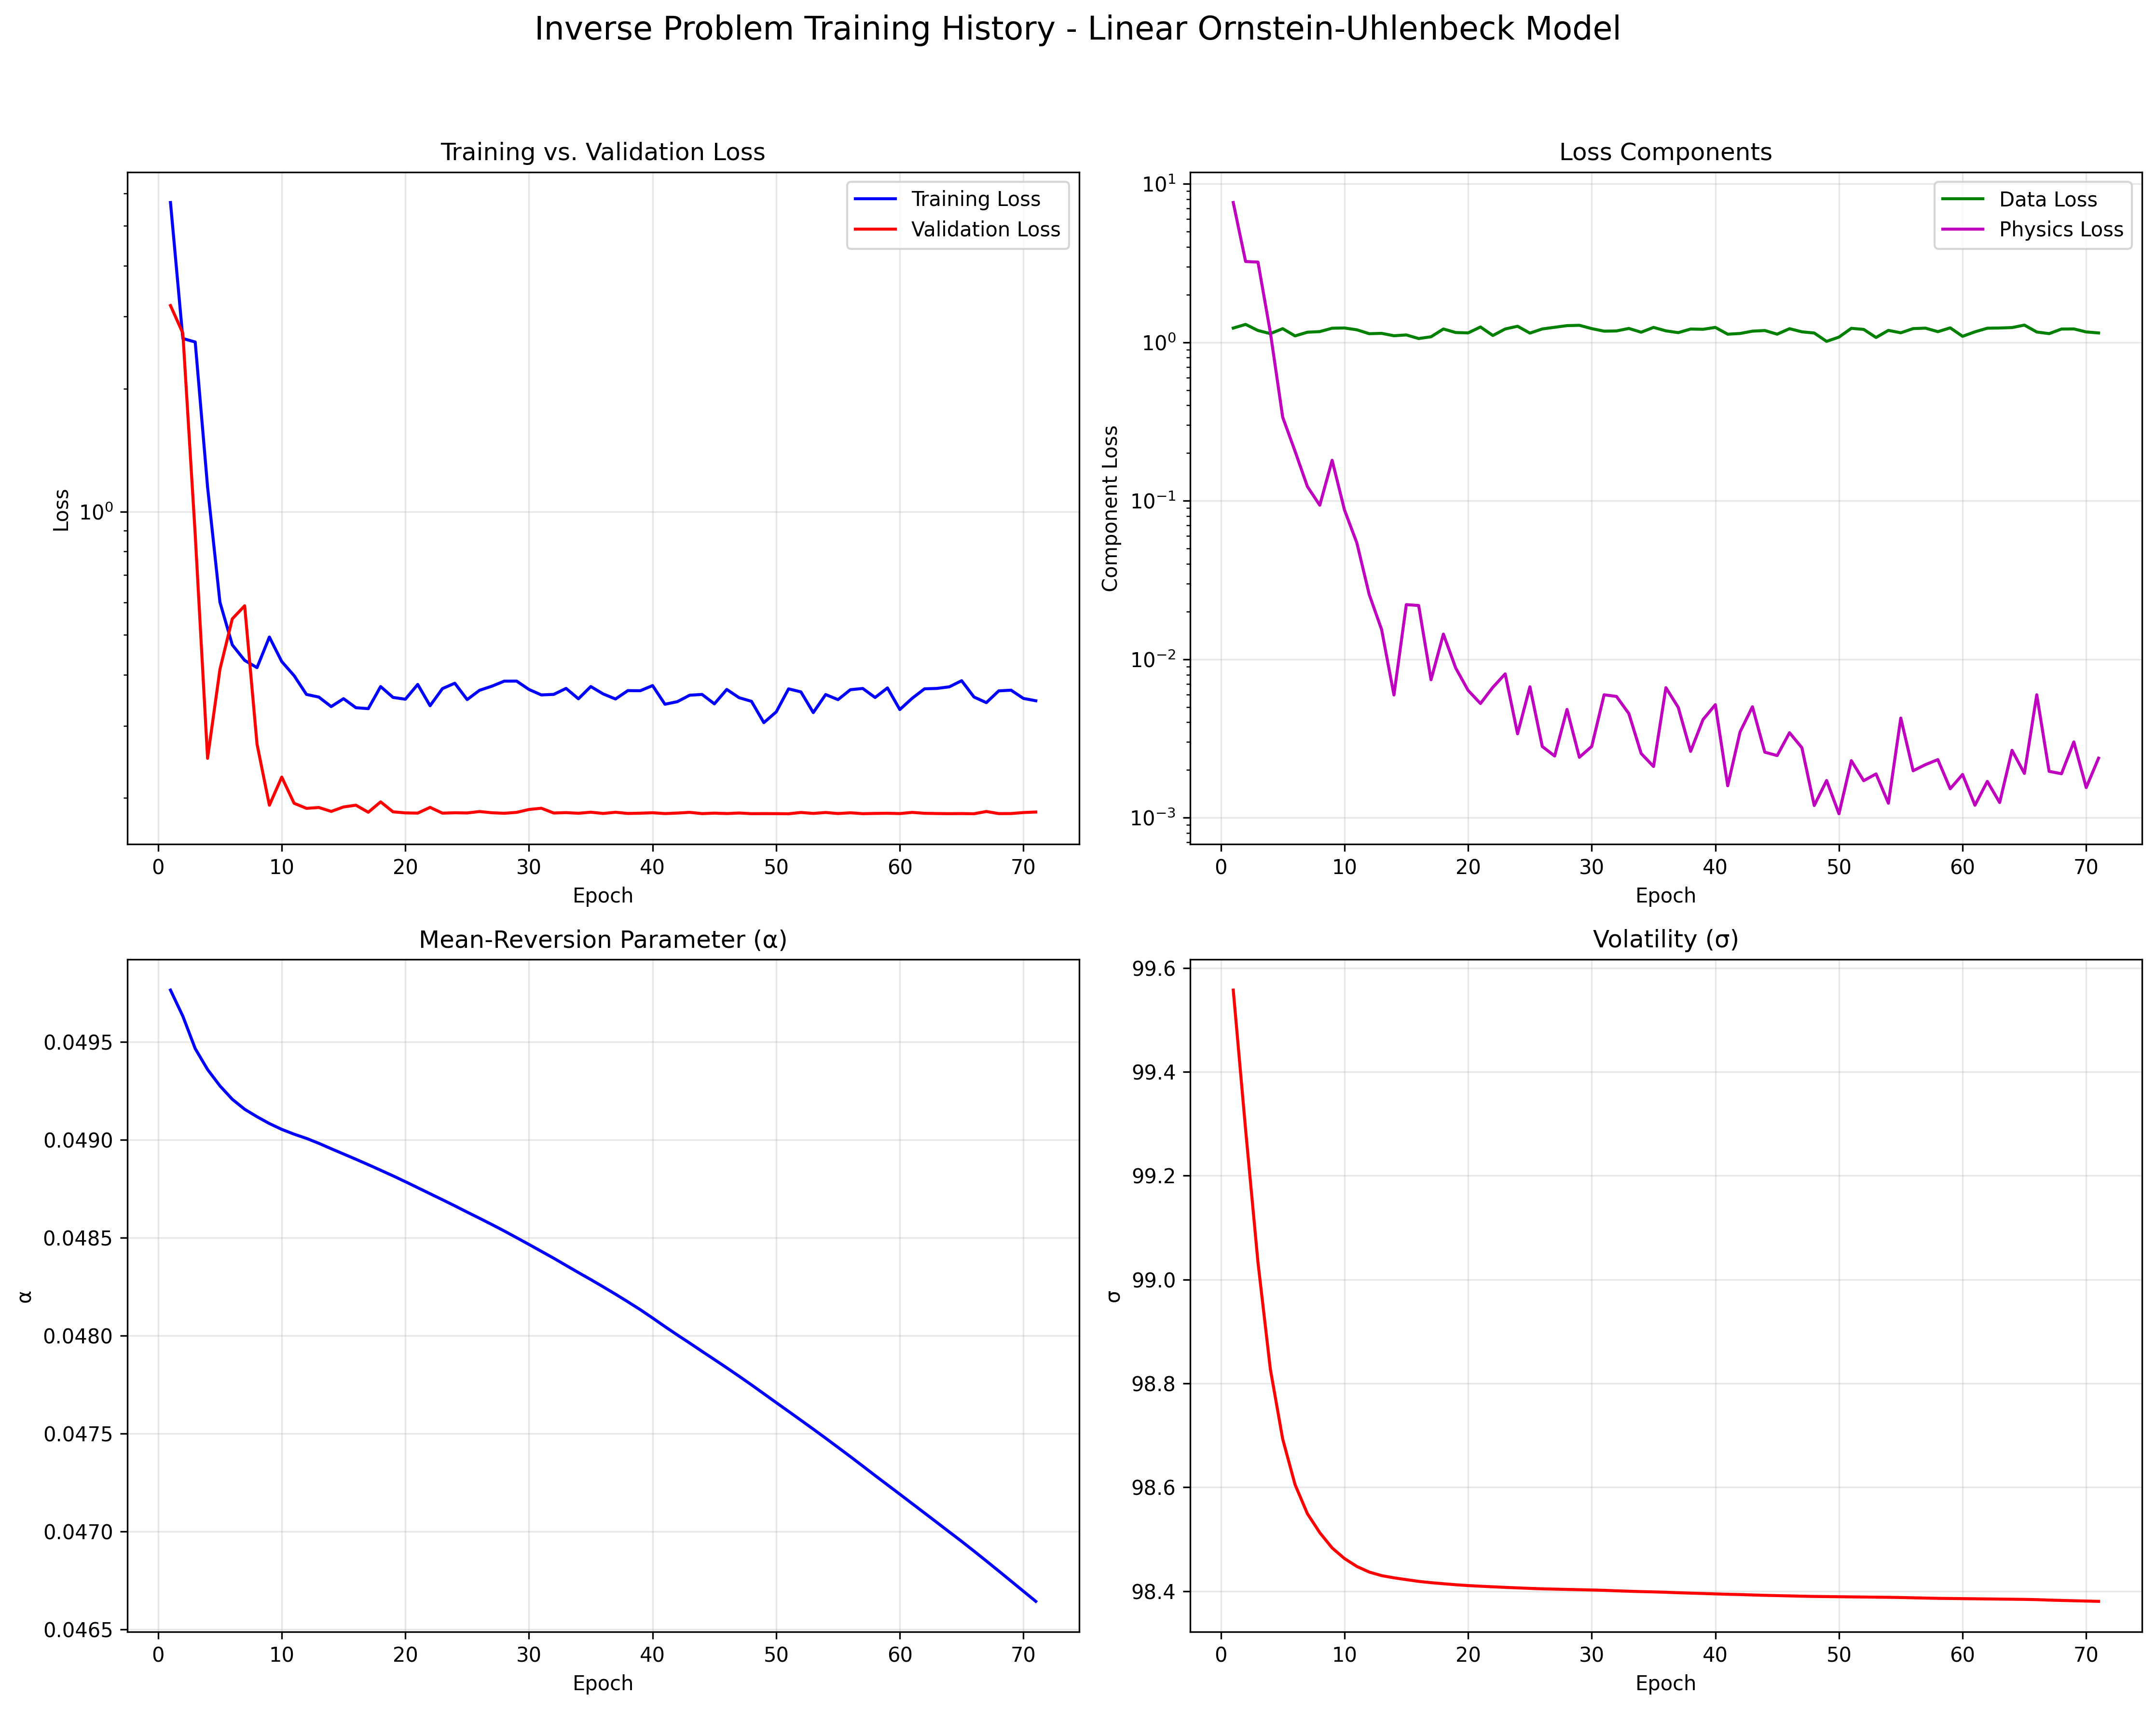 Inverse Problem Training History - Linear Ornstein-Uhlenbeck Model
Training vs. Validation Loss
Training Loss
Validation Loss
Loss
10⁰
0 10 20 30 40 50 60 70
Epoch
Loss Components
Data Loss
Physics Loss
Component Loss
10¹
10⁰
10⁻¹
10⁻²
10⁻³
0 10 20 30 40 50 60 70
Epoch
Mean-Reversion Parameter (α)
α
0.0495
0.0490
0.0485
0.0480
0.0475
0.0470
0.0465
0 10 20 30 40 50 60 70
Epoch
Volatility (σ)
σ
99.6
99.4
99.2
99.0
98.8
98.6
98.4
0 10 20 30 40 50 60 70
Epoch